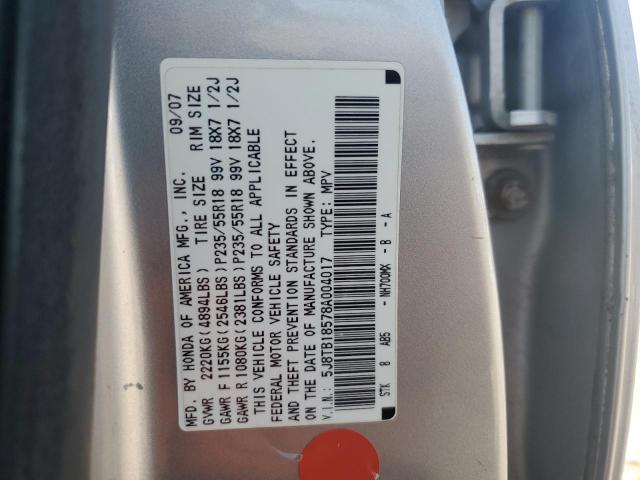 MFD. BY HONDA OF AMERICA MFG., INC. 09/07
GVWR 2220KG(4894LBS) TIRE SIZE RIM SIZE
GAWR F 1155KG(2546LBS)P235/55R18 99V 18X7 1/2J
GAWR R 1080KG(2381LBS)P235/55R18 99V 18X7 1/2J
THIS VEHICLE CONFORMS TO ALL APPLICABLE
FEDERAL MOTOR VEHICLE SAFETY
AND THEFT PREVENTION STANDARDS IN EFFECT
ON THE DATE OF MANUFACTURE SHOWN ABOVE.
V.I.N.: 5J8TB18578A004017 TYPE: MPV
STK 8 AB5 - NH700MX - B - A